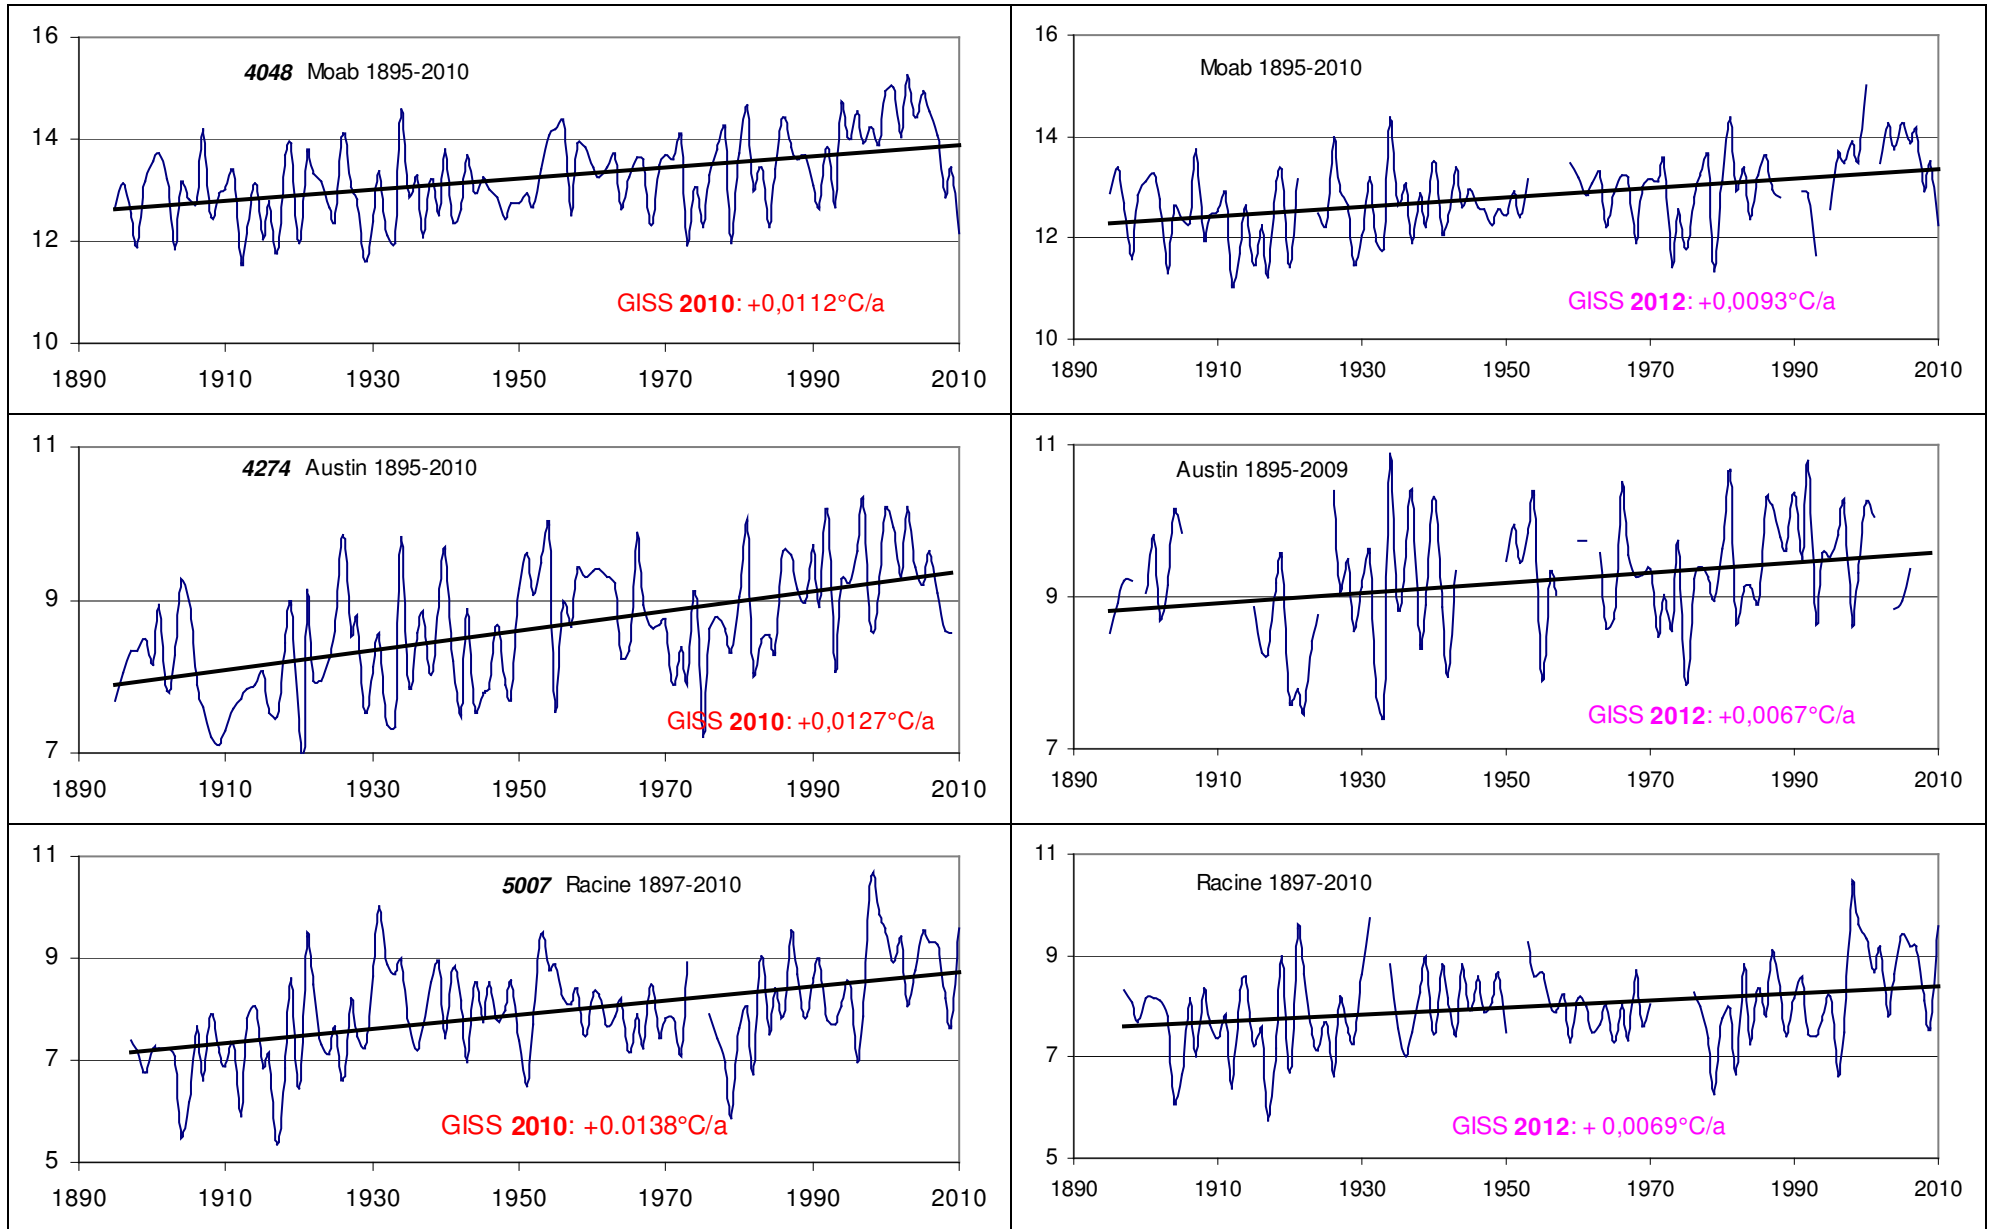 16
14
12
10
4048 Moab 1895-2010
GISS 2010: +0,0112°C/a
1890 1910 1930 1950 1970 1990 2010
16
14
12
10
Moab 1895-2010
GISS 2012: +0,0093°C/a
1890 1910 1930 1950 1970 1990 2010
11
9
7
4274 Austin 1895-2010
GISS 2010: +0,0127°C/a
1890 1910 1930 1950 1970 1990 2010
11
9
7
Austin 1895-2009
GISS 2012: +0,0067°C/a
1890 1910 1930 1950 1970 1990 2010
11
9
7
5
5007 Racine 1897-2010
GISS 2010: +0.0138°C/a
1890 1910 1930 1950 1970 1990 2010
11
9
7
5
Racine 1897-2010
GISS 2012: + 0,0069°C/a
1890 1910 1930 1950 1970 1990 2010